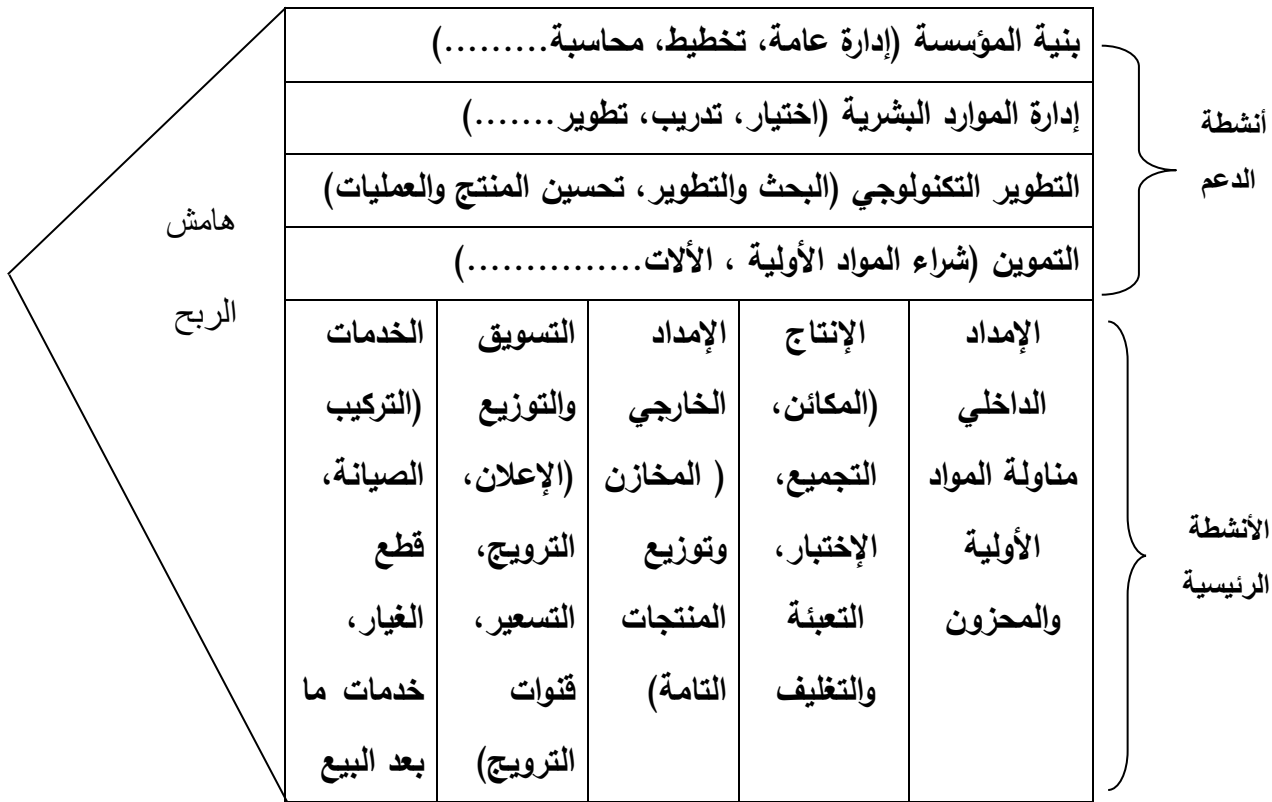 بنية المؤسسة (إدارة عامة، تخطيط، محاسبة.........)
إدارة الموارد البشرية (اختيار، تدريب، تطوير.......)
التطوير التكنولوجي (البحث والتطوير، تحسين المنتج والعمليات)
التموين (شراء المواد الأولية ، الألات...............)
أنشطة
الدعم
الإمداد
الداخلي
مناولة المواد
الأولية
والمحزون
الإنتاج
(المكائن،
التجميع،
الإختبار،
التعبئة
والتغليف
الإمداد
الخارجي
( المخازن
وتوزيع
المنتجات
التامة)
التسويق
والتوزيع
(الإعلان،
الترويج،
التسعير،
قنوات
الترويج)
الخدمات
(التركيب
الصيانة،
قطع
الغيار،
خدمات ما
بعد البيع
الأنشطة
الرئيسية
هامش
الربح